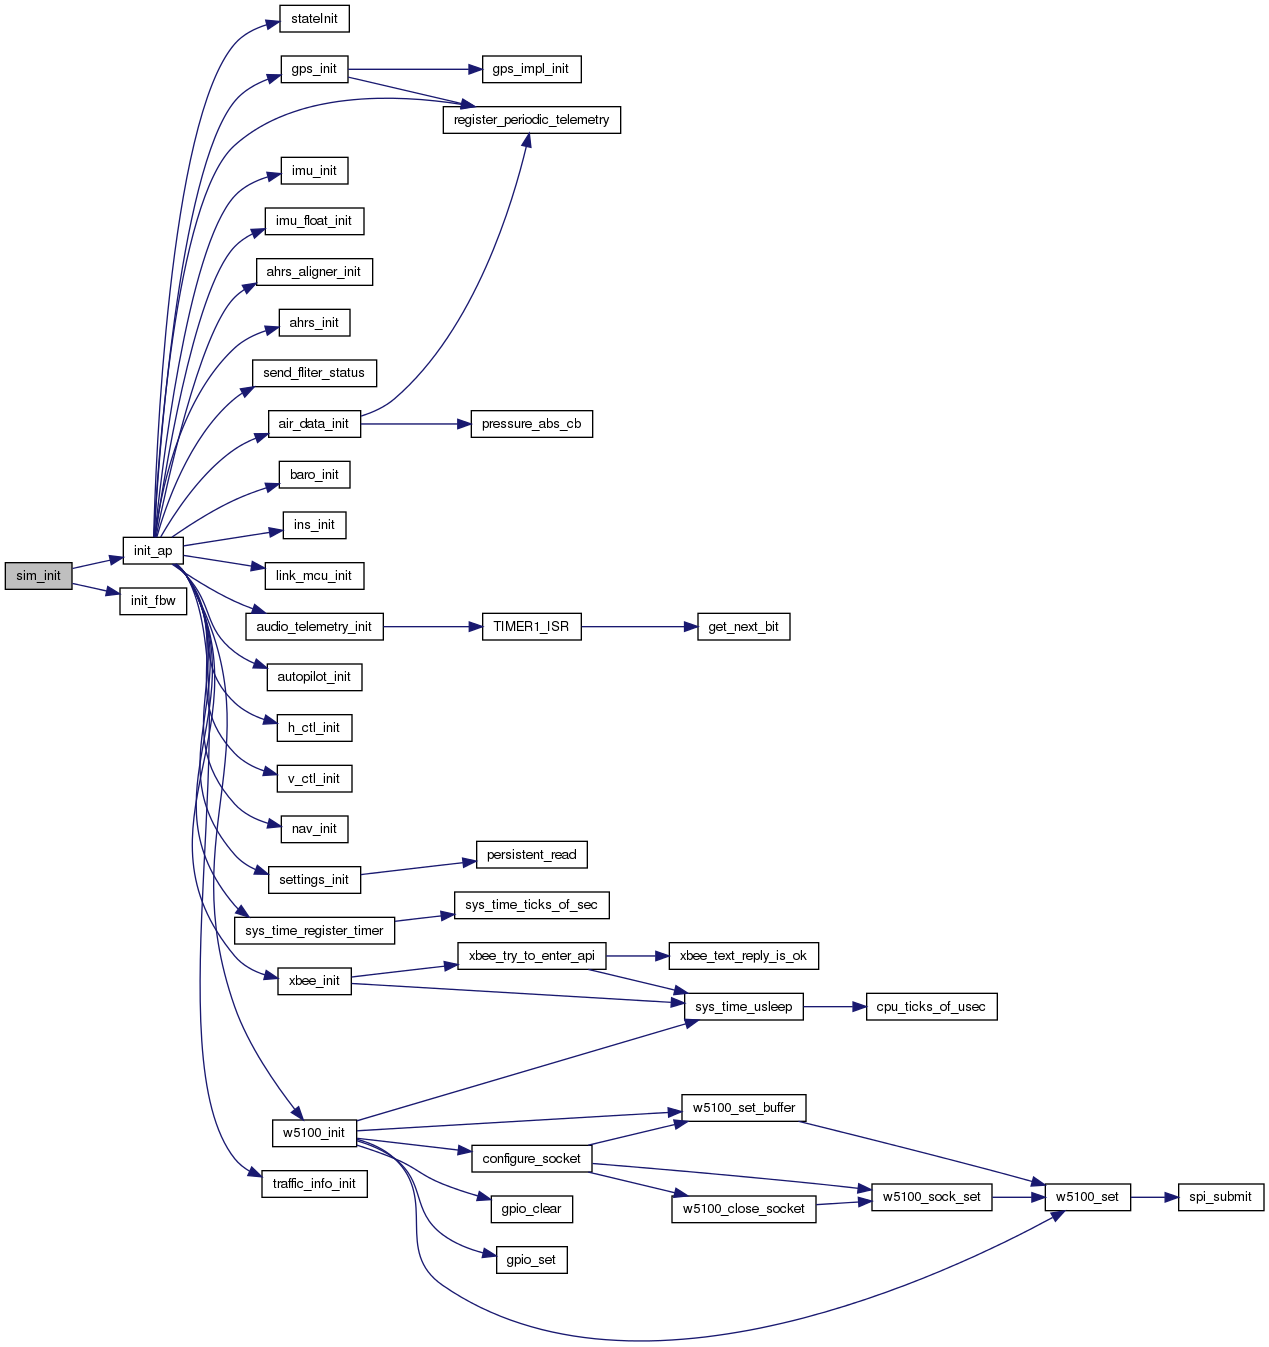 stateInit
gps_init
gps_impl_init
register_periodic_telemetry
imu_init
imu_float_init
ahrs_aligner_init
ahrs_init
send_fliter_status
air_data_init
pressure_abs_cb
baro_init
ins_init
init_ap
sim_init
link_mcu_init
init_fbw
audio_telemetry_init
TIMER1_ISR
get_next_bit
autopilot_init
h_ctl_init
v_ctl_init
nav_init
persistent_read
settings_init
sys_time_ticks_of_sec
sys_time_register_timer
xbee_try_to_enter_api
xbee_text_reply_is_ok
xbee_init
sys_time_usleep
cpu_ticks_of_usec
w5100_set_buffer
w5100_init
configure_socket
traffic_info_init
gpio_clear
w5100_close_socket
w5100_sock_set
w5100_set
spi_submit
gpio_set